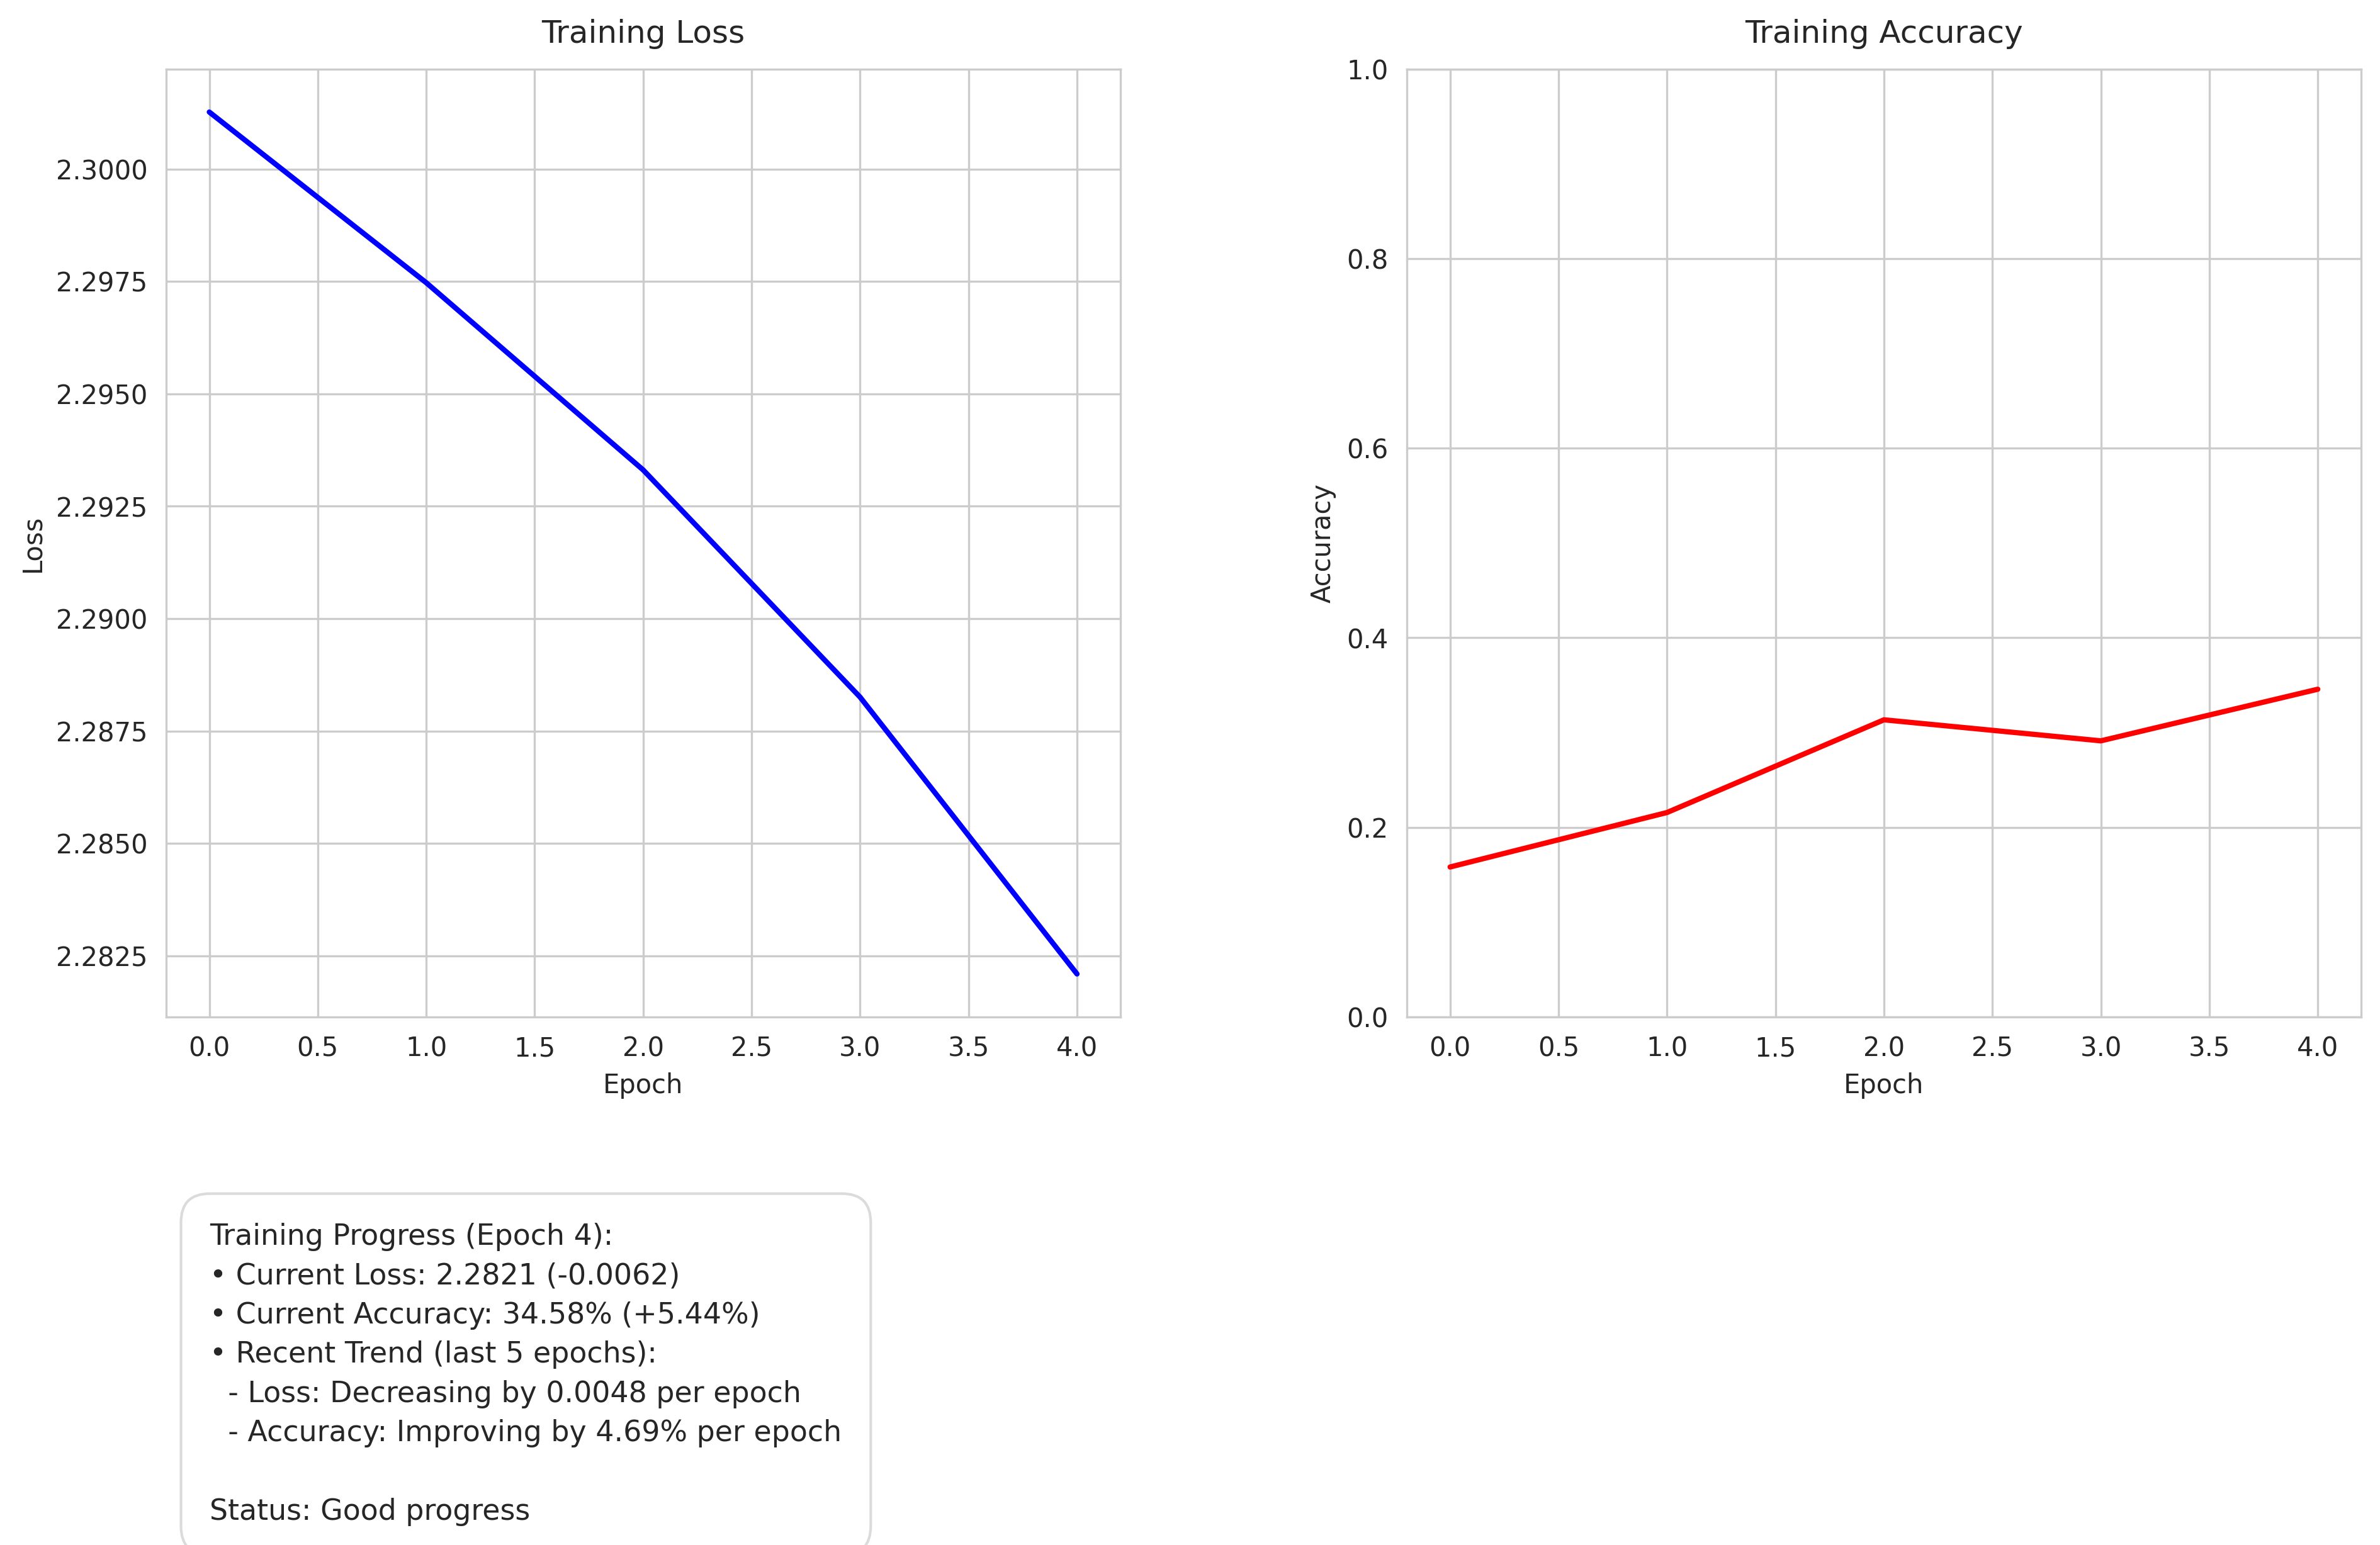 Training Loss
Loss
2.3000
2.2975
2.2950
2.2925
2.2900
2.2875
2.2850
2.2825
0.0 0.5 1.0 1.5 2.0 2.5 3.0 3.5 4.0
Epoch
Training Accuracy
Accuracy
1.0
0.8
0.6
0.4
0.2
0.0
0.0 0.5 1.0 1.5 2.0 2.5 3.0 3.5 4.0
Epoch
Training Progress (Epoch 4):
• Current Loss: 2.2821 (-0.0062)
• Current Accuracy: 34.58% (+5.44%)
• Recent Trend (last 5 epochs):
- Loss: Decreasing by 0.0048 per epoch
- Accuracy: Improving by 4.69% per epoch
Status: Good progress